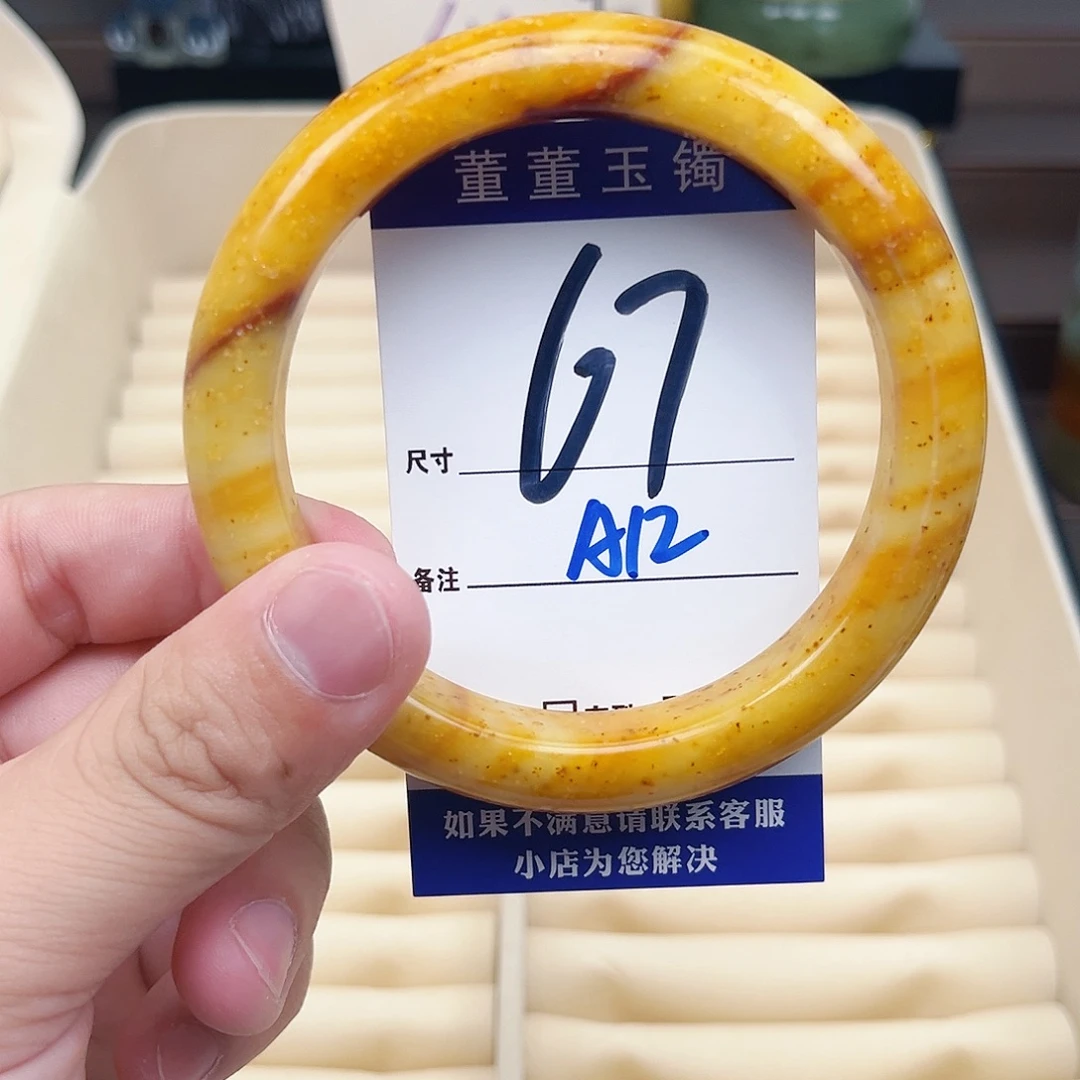 董董玉镯
67
尺寸
A12
备注
如果不满意请联系客服
小店为您解决